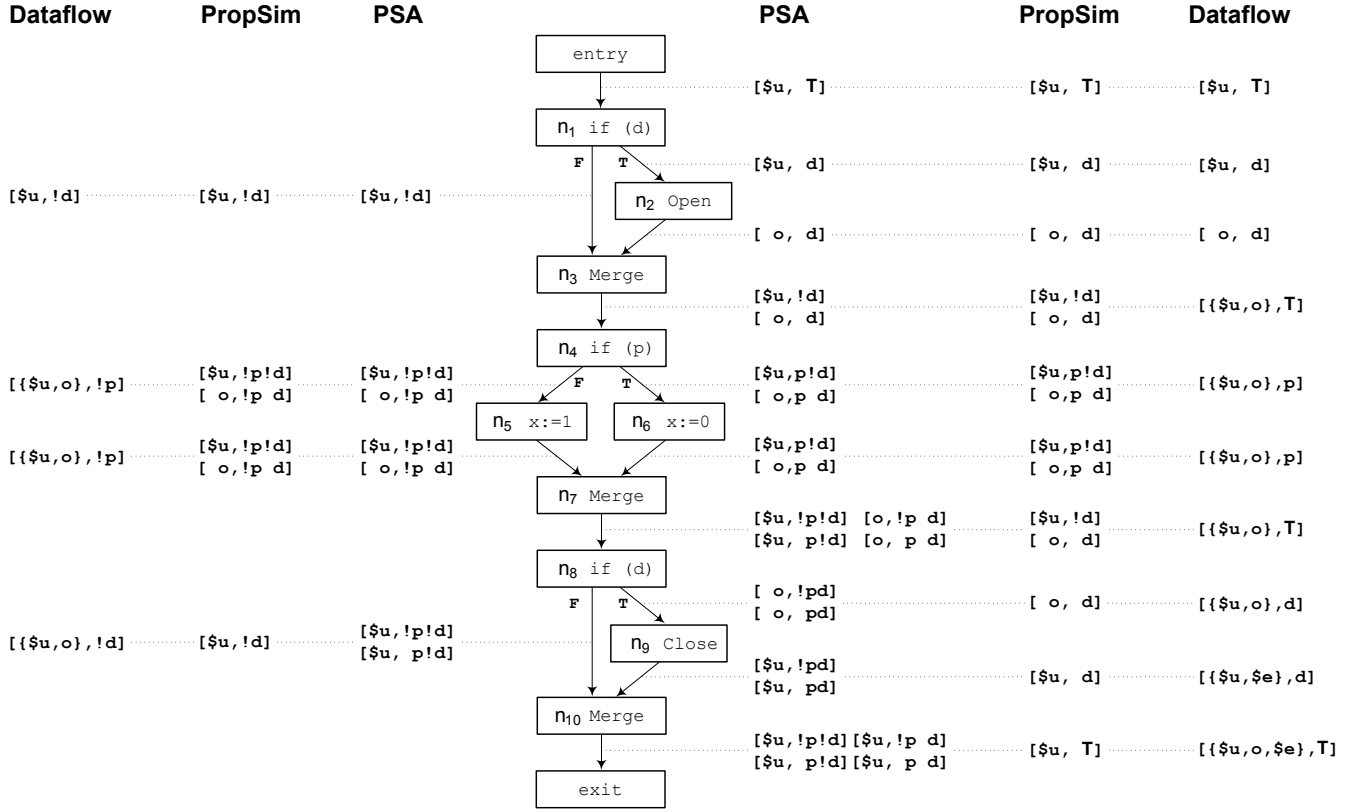 Dataflow PropSim PSA PSA PropSim Dataflow
entry
[$u, T] [$u, T] [$u, T]
n1 if (d)
F T [$u, d] [$u, d] [$u, d]
[$u,!d] [$u,!d] [$u,!d] n2 Open
[ o, d] [ o, d] [ o, d]
n3 Merge
[$u,!d] [$u,!d]
[{$u,o},T]
[ o, d] [ o, d]
n4 if (p)
[$u,!p!d] [$u,!p!d] F T [$u,p!d] [$u,p!d]
[{$u,o},!p] [{$u,o},p]
[ o,!p d] [ o,!p d] [ o,p d] [ o,p d]
n5 x:=1 n6 x:=0
[$u,!p!d] [$u,!p!d] [$u,p!d] [$u,p!d]
[{$u,o},!p] [{$u,o},p]
[ o,!p d] [ o,!p d] [ o,p d] [ o,p d]
n7 Merge
[$u,!p!d] [o,!p d] [$u,!d]
[{$u,o},T]
[$u, p!d] [o, p d] [ o, d]
n8 if (d)
[ o,!pd]
F T [ o, d] [{$u,o},d]
[ o, pd]
[$u,!p!d]
[{$u,o},!d] [$u,!d] n9 Close
[$u, p!d]
[$u,!pd]
[$u, d] [{$u,$e},d]
[$u, pd]
n10 Merge
[$u,!p!d][$u,!p d]
[$u, T] [{$u,o,$e},T]
[$u, p!d][$u, p d]
exit